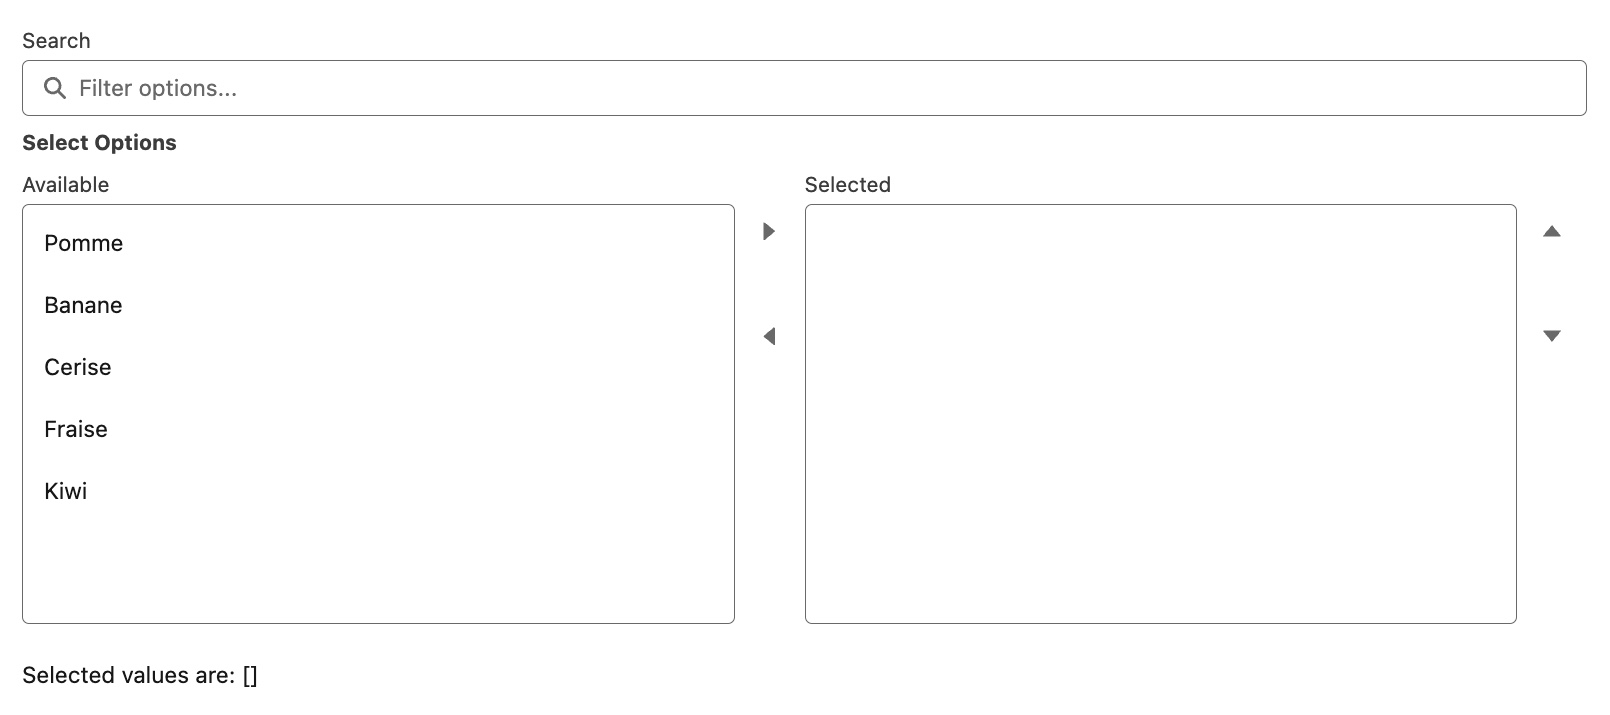 Search
Filter options...
Select Options
Available
Selected
Pomme
Banane
Cerise
Fraise
Kiwi
Selected values are: []